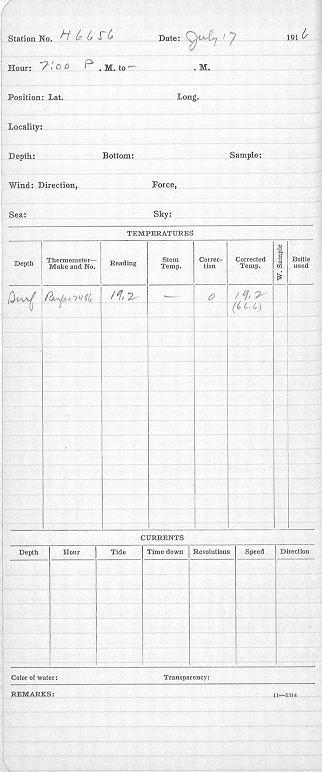 Station No. H6656 Date: July 17 1916
Hour: 7:00 P. M. to — . M.
Position: Lat. Long.
Locality:
Depth: Bottom: Sample:
Wind: Direction, Force,
Sea: Sky:
TEMPERATURES
Depth Thermometer—Make and No. Reading Stem Temp. Correction Corrected Temp. W. Sample Bottle used
Surf 7486 19.2 — 0 19.2
(66.6)
CURRENTS
Depth Hour Tide Time down Revolutions Speed Direction
Color of water: Transparency:
REMARKS: 11—5314